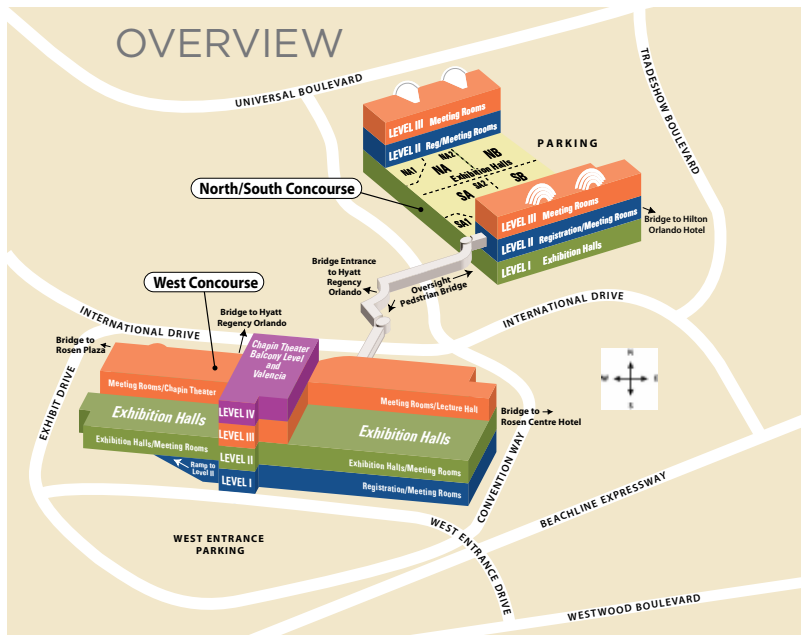 OVERVIEW
UNIVERSAL BOULEVARD
TRADESHOW BOULEVARD
LEVEL III Meeting Rooms
LEVEL II Reg/Meeting Rooms
PARKING
NA1
NA2
NA
NB
Exhibition Halls
SA
SA2
SB
SA1
North/South Concourse
LEVEL III Meeting Rooms
LEVEL II Registration/Meeting Rooms
LEVEL I Exhibition Halls
Bridge to Hilton
Orlando Hotel
Bridge Entrance
to Hyatt
Regency
Orlando
Oversight
Pedstrian Bridge
West Concourse
INTERNATIONAL DRIVE
INTERNATIONAL DRIVE
Bridge to Hyatt
Regency Orlando
Bridge to
Rosen Plaza
Chapin Theater
Balcony Level
and
Valencia
N
W
E
S
Meeting Rooms/Chapin Theater
Meeting Rooms/Lecture Hall
LEVEL IV
Exhibition Halls
LEVEL III
Exhibition Halls
Bridge to
Rosen Centre Hotel
EXHIBIT DRIVE
Exhibition Halls/Meeting Rooms
LEVEL II
Exhibition Halls/Meeting Rooms
Ramp to
Level II
LEVEL I
Registration/Meeting Rooms
CONVENTION WAY
BEACHLINE EXPRESSWAY
WEST ENTRANCE
PARKING
WEST ENTRANCE DRIVE
WESTWOOD BOULEVARD